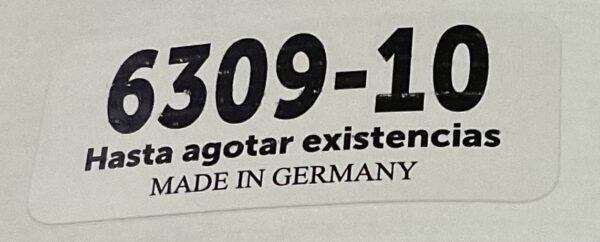 6309-10
Hasta agotar existencias
MADE IN GERMANY